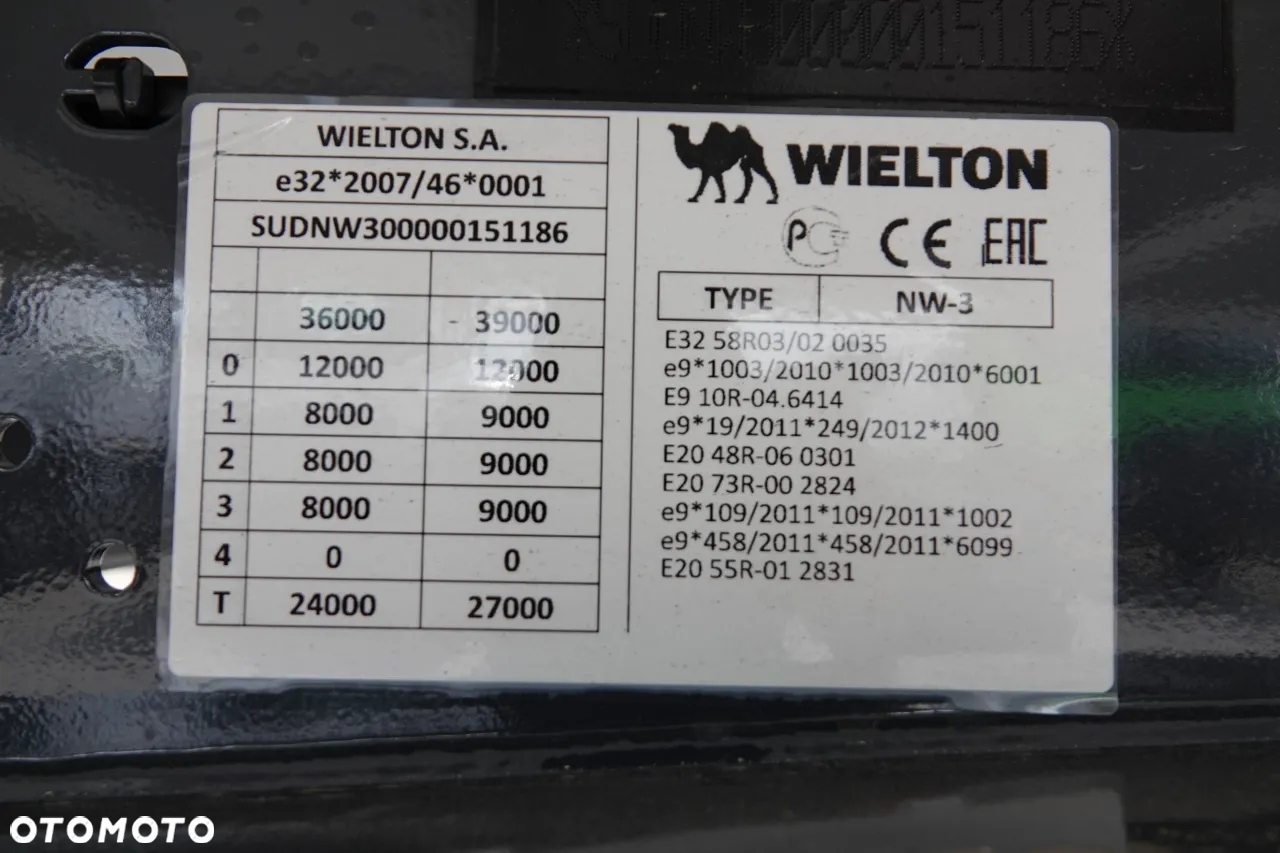 WIELTON S.A.
e32*2007/46*0001
SUDNW300000151186
36000 - 39000
0 12000 12000
1 8000 9000
2 8000 9000
3 8000 9000
4 0 0
T 24000 27000
WIELTON
PC CE EAC
TYPE NW-3
E32 58R03/02 0035
e9*1003/2010*1003/2010*6001
E9 10R-04.6414
e9*19/2011*249/2012*1400
E20 48R-06 0301
E20 73R-00 2824
e9*109/2011*109/2011*1002
e9*458/2011*458/2011*6099
E20 55R-01 2831
OTOMOTO